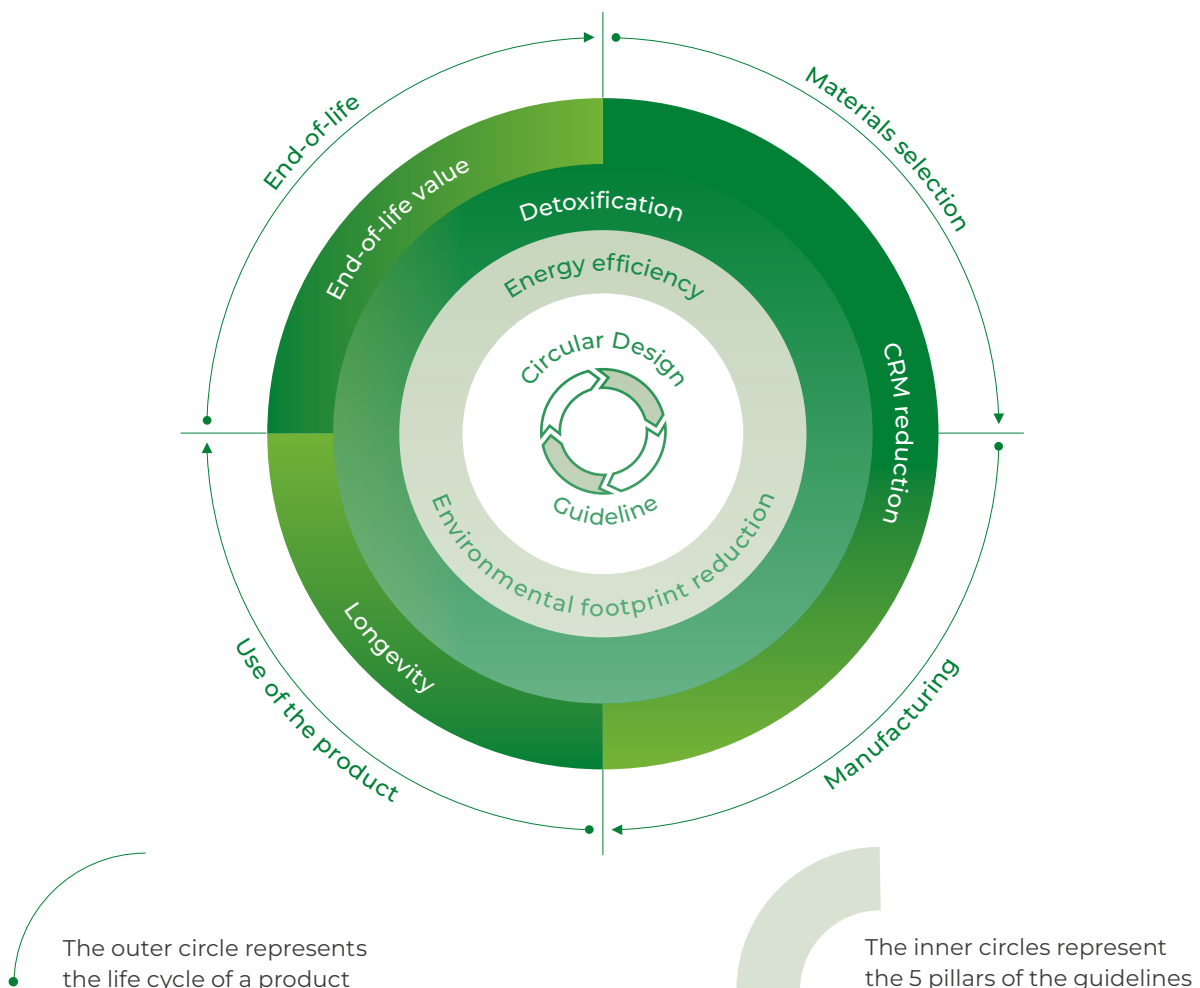 End-of-life
Materials selection
End-of-life value
Detoxification
Energy efficiency
Circular Design
Guideline
CRM reduction
Environmental footprint reduction
Longevity
Use of the product
Manufacturing
The outer circle represents
the life cycle of a product
The inner circles represent
the 5 pillars of the guidelines